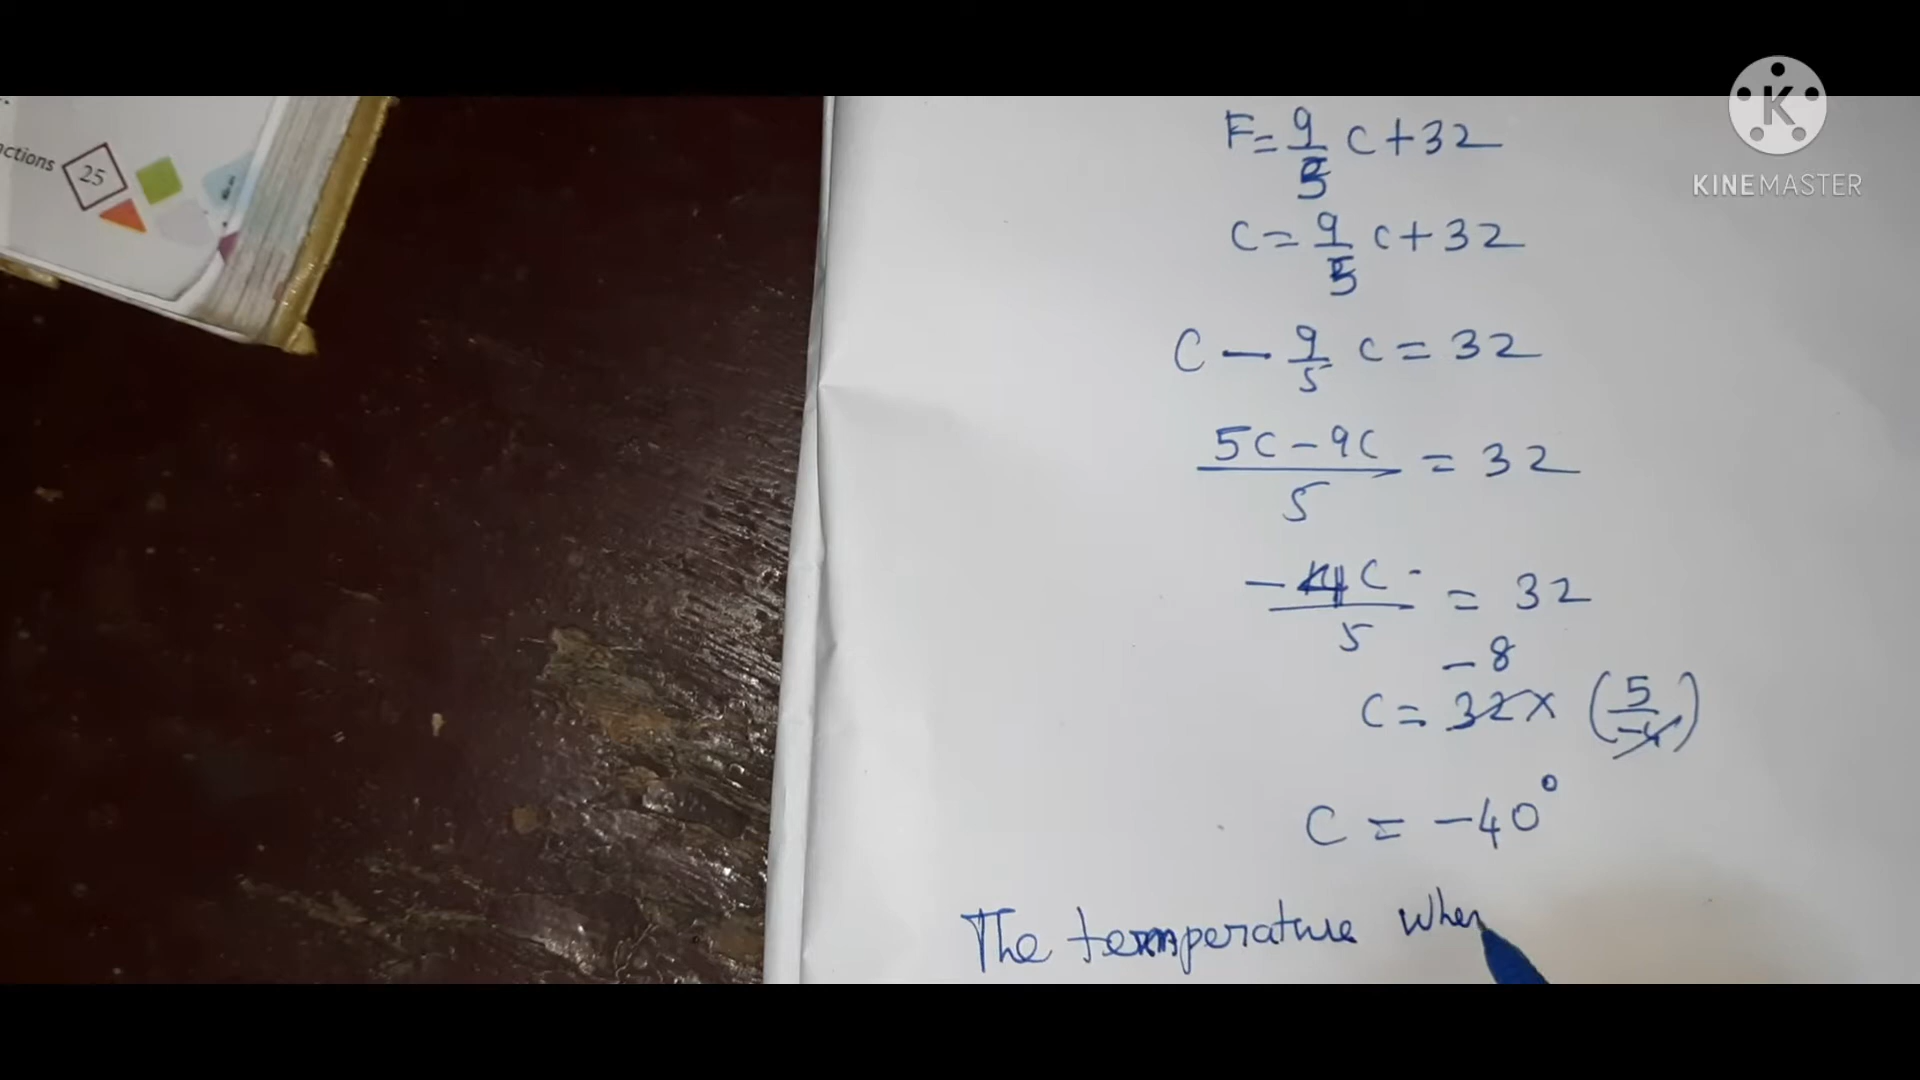 ctions 25
KINEMASTER
F = 9/5 C + 32
C = 9/5 C + 32
C - 9/5 C = 32
5C - 9C / 5 = 32
-4C / 5 = 32
-8
C = 32 x (5/-4)
C = -40°
The temperature when